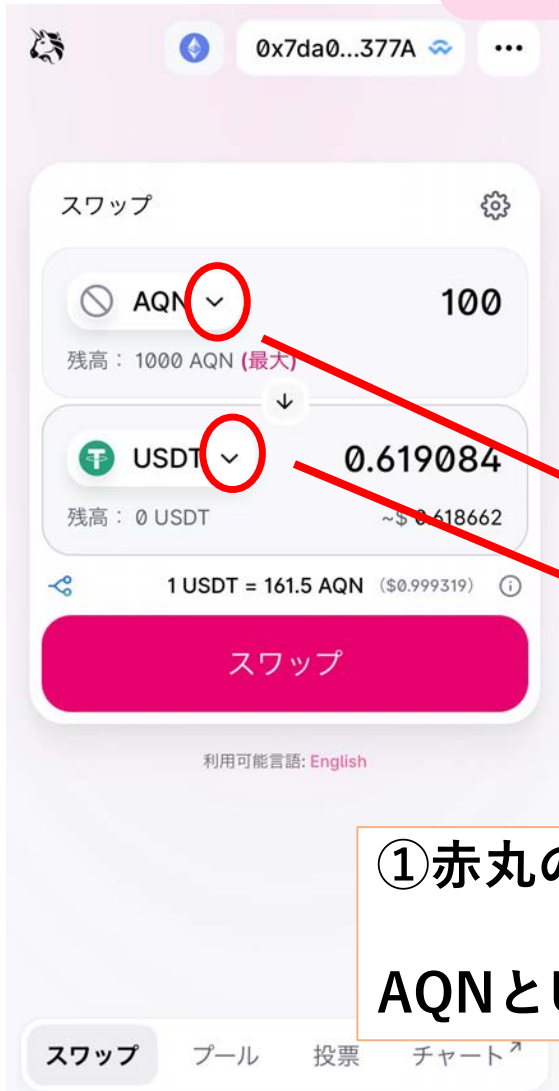 0x7da0...377A
スワップ
AQN
100
残高： 1000 AQN (最大)
USDT
0.619084
残高： 0 USDT
~$ 0.618662
1 USDT = 161.5 AQN ($0.999319)
スワップ
利用可能言語: English
①赤丸の
AQNと
スワップ プール 投票 チャート↗